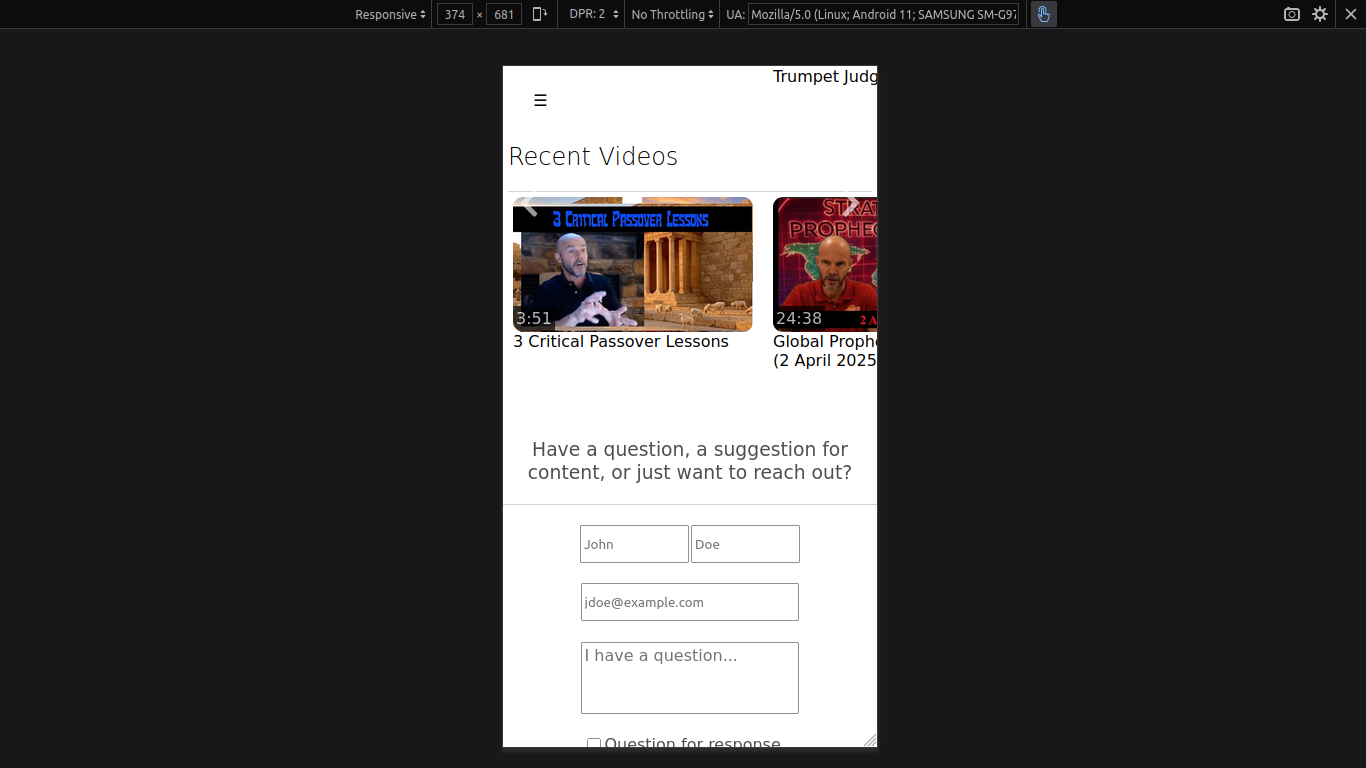 Responsive 374 × 681 DPR: 2 No Throttling UA: Mozilla/5.0 (Linux; Android 11; SAMSUNG SM-G97
Trumpet Judg
☰
Recent Videos
3 Critical Passover Lessons
3:51
3 Critical Passover Lessons
STRAT
PROPHEC
24:38
2 A
Global Prophe
(2 April 2025
Have a question, a suggestion for
content, or just want to reach out?
John Doe
jdoe@example.com
I have a question...
Question for response